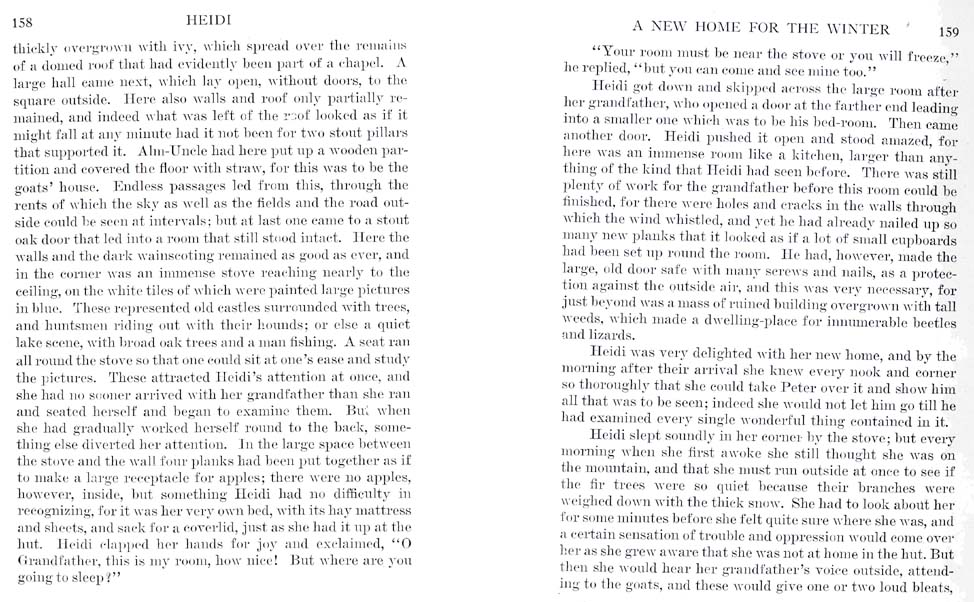 158
HEIDI
thickly overgrown with ivy, which spread over the remains
of a domed roof that had evidently been part of a chapel. A
large hall came next, which lay open, without doors, to the
square outside. Here also walls and roof only partially re-
mained, and indeed what was left of the roof looked as if it
might fall at any minute had it not been for two stout pillars
that supported it. Alm-Uncle had here put up a wooden par-
tition and covered the floor with straw, for this was to be the
goats' house. Endless passages led from this, through the
rents of which the sky as well as the fields and the road out-
side could be seen at intervals; but at last one came to a stout
oak door that led into a room that still stood intact. Here the
walls and the dark wainscoting remained as good as ever, and
in the corner was an immense stove reaching nearly to the
ceiling, on the white tiles of which were painted large pictures
in blue. These represented old castles surrounded with trees,
and huntsmen riding out with their hounds; or else a quiet
lake scene, with broad oak trees and a man fishing. A seat ran
all round the stove so that one could sit at one's ease and study
the pictures. These attracted Heidi's attention at once, and
she had no sooner arrived with her grandfather than she ran
and seated herself and began to examine them. But when
she had gradually worked herself round to the back, some-
thing else diverted her attention. In the large space between
the stove and the wall four planks had been put together as if
to make a large receptacle for apples; there were no apples,
however, inside, but something Heidi had no difficulty in
recognizing, for it was her very own bed, with its hay mattress
and sheets, and sack for a coverlid, just as she had it up at the
hut. Heidi clapped her hands for joy and exclaimed, "O
Grandfather, this is my room, how nice! But where are you
going to sleep?"
A NEW HOME FOR THE WINTER
159
"Your room must be near the stove or you will freeze,"
he replied, "but you can come and see mine too."
Heidi got down and skipped across the large room after
her grandfather, who opened a door at the farther end leading
into a smaller one which was to be his bed-room. Then came
another door. Heidi pushed it open and stood amazed, for
here was an immense room like a kitchen, larger than any-
thing of the kind that Heidi had seen before. There was still
plenty of work for the grandfather before this room could be
finished, for there were holes and cracks in the walls through
which the wind whistled, and yet he had already nailed up so
many new planks that it looked as if a lot of small cupboards
had been set up round the room. He had, however, made the
large, old door safe with many screws and nails, as a protec-
tion against the outside air, and this was very necessary, for
just beyond was a mass of ruined building overgrown with tall
weeds, which made a dwelling-place for innumerable beetles
and lizards.
Heidi was very delighted with her new home, and by the
morning after their arrival she knew every nook and corner
so thoroughly that she could take Peter over it and show him
all that was to be seen; indeed she would not let him go till he
had examined every single wonderful thing contained in it.
Heidi slept soundly in her corner by the stove; but every
morning when she first awoke she still thought she was on
the mountain, and that she must run outside at once to see if
the fir trees were so quiet because their branches were
weighed down with the thick snow. She had to look about her
for some minutes before she felt quite sure where she was, and
a certain sensation of trouble and oppression would come over
her as she grew aware that she was not at home in the hut. But
then she would hear her grandfather's voice outside, attend-
ing to the goats, and these would give one or two loud bleats,